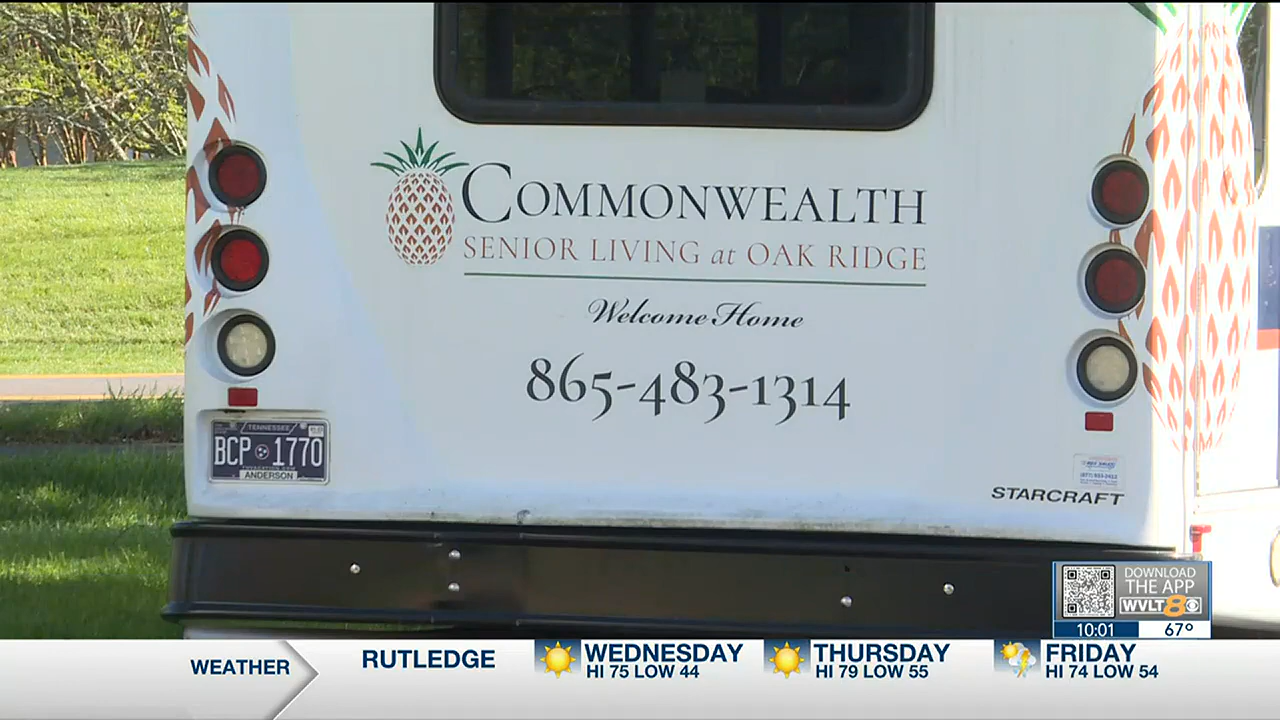 COMMONWEALTH
SENIOR LIVING at OAK RIDGE
Welcome Home
865-483-1314
TENNESSEE
BCP 1770
ANDERSON
STARCRAFT
DOWNLOAD
THE APP
WVLT8
10:01 67°
WEATHER
RUTLEDGE
WEDNESDAY
HI 75 LOW 44
THURSDAY
HI 79 LOW 55
FRIDAY
HI 74 LOW 54